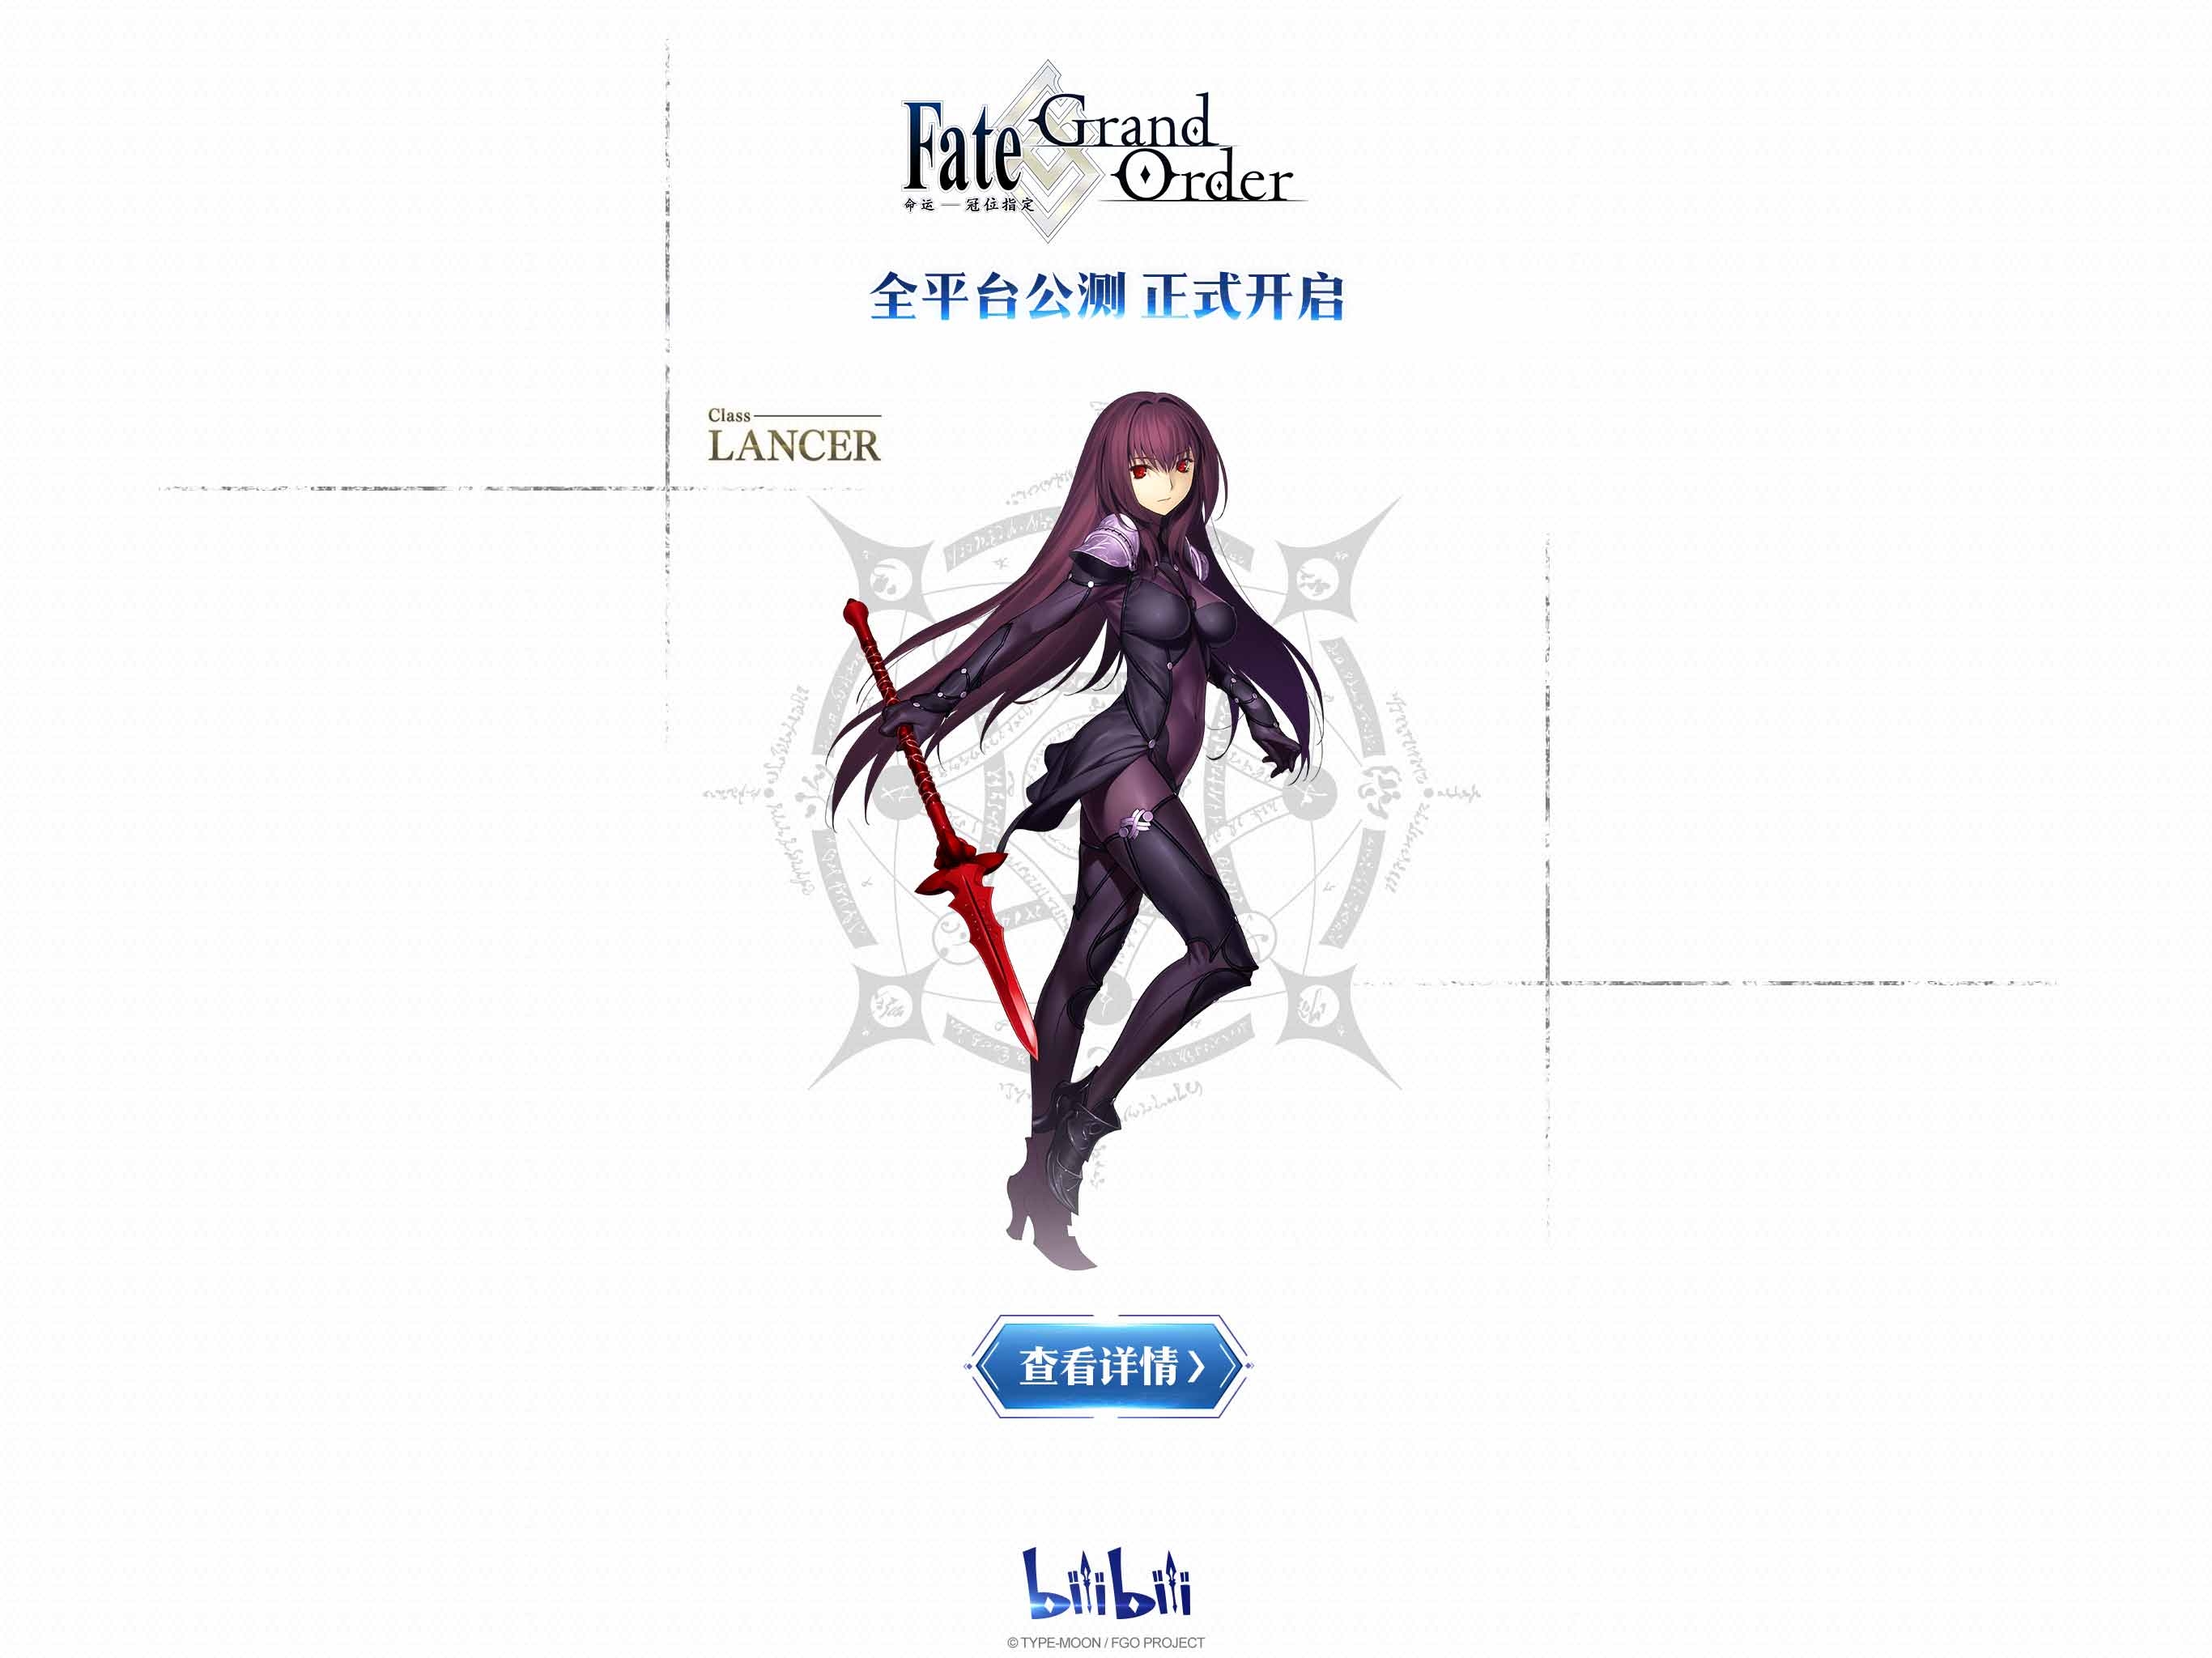 Fate Grand Order
命运—冠位指定
全平台公测 正式开启
Class
LANCER
查看详情
bilibili
© TYPE-MOON / FGO PROJECT